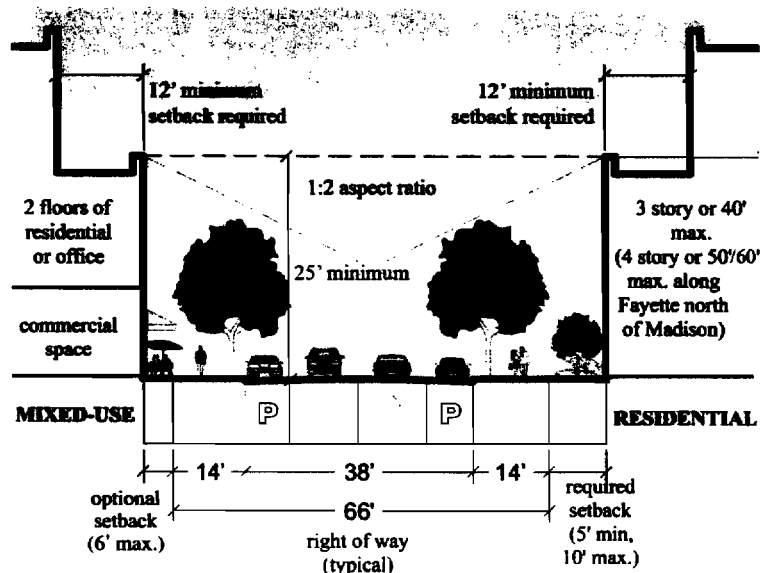 12' minimum
setback required
12' minimum
setback required
1:2 aspect ratio
2 floors of
residential
or office
3 story or 40'
max.
(4 story or 50'/60'
max. along
Fayette north
of Madison)
25' minimum
commercial
space
MIXED-USE
P
P
RESIDENTIAL
14'
38'
14'
optional
setback
(6' max.)
66'
right of way
(typical)
required
setback
(5' min,
10' max.)